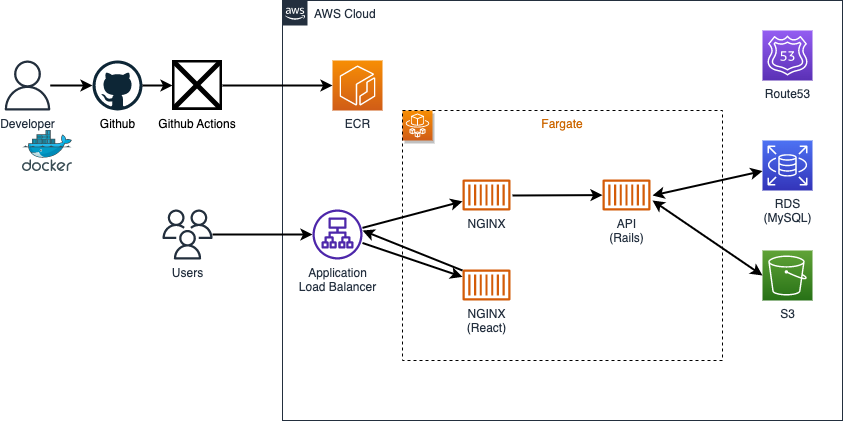 aws
AWS Cloud
53
Route53
Developer
Github
Github Actions
ECR
docker
Fargate
NGINX
API
(Rails)
RDS
(MySQL)
Users
Application
Load Balancer
NGINX
(React)
S3